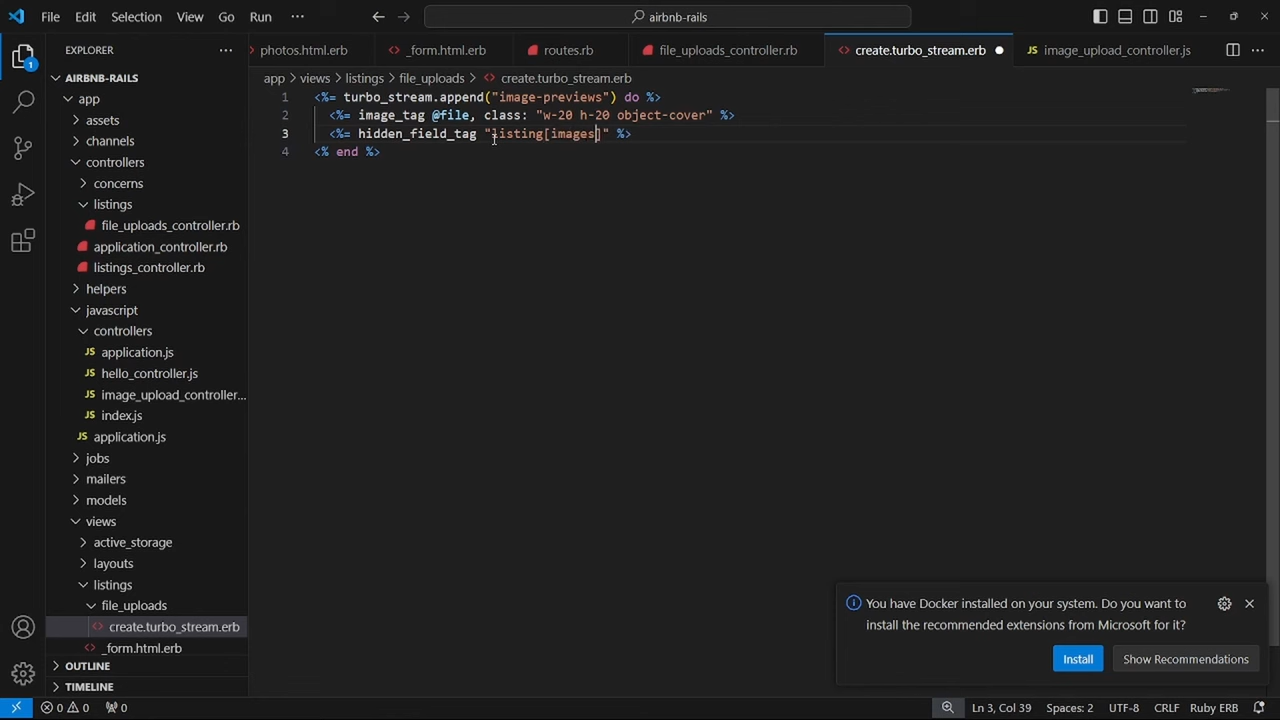 File Edit Selection View Go Run ··· airbnb-rails
EXPLORER ···
photos.html.erb _form.html.erb routes.rb file_uploads_controller.rb create.turbo_stream.erb image_upload_controller.js ···
app > views > listings > file_uploads > create.turbo_stream.erb
AIRBNB-RAILS
app
assets
channels
controllers
concerns
listings
file_uploads_controller.rb
application_controller.rb
listings_controller.rb
helpers
javascript
controllers
application.js
hello_controller.js
image_upload_controller...
index.js
application.js
jobs
mailers
models
views
active_storage
layouts
listings
file_uploads
create.turbo_stream.erb
_form.html.erb
OUTLINE
TIMELINE
1 <%= turbo_stream.append("image-previews") do %>
2 <%= image_tag @file, class: "w-20 h-20 object-cover" %>
3 <%= hidden_field_tag "listing[images]" %>
4 <% end %>
1
You have Docker installed on your system. Do you want to
install the recommended extensions from Microsoft for it?
Install Show Recommendations
0 0 0 Ln 3, Col 39 Spaces: 2 UTF-8 CRLF Ruby ERB